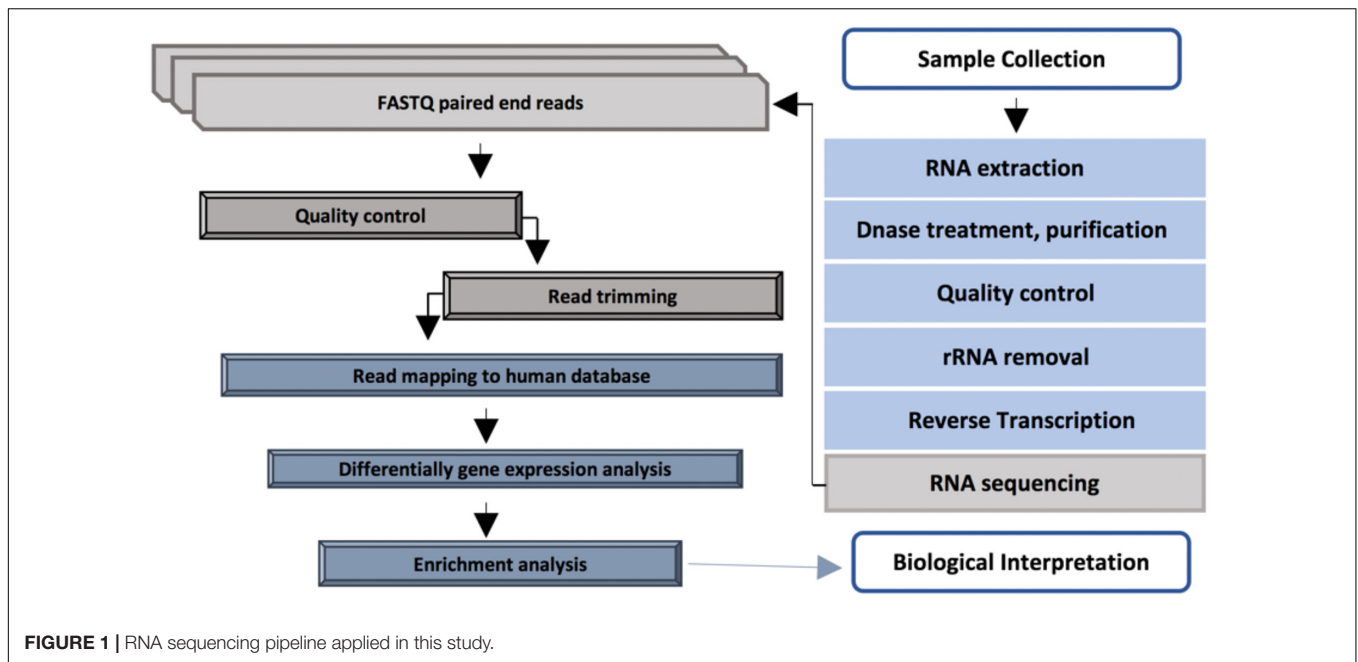 Sample Collection
RNA extraction
Dnase treatment, purification
Quality control
rRNA removal
Reverse Transcription
RNA sequencing
FASTQ paired end reads
Quality control
Read trimming
Read mapping to human database
Differentially gene expression analysis
Enrichment analysis
Biological Interpretation
FIGURE 1 | RNA sequencing pipeline applied in this study.